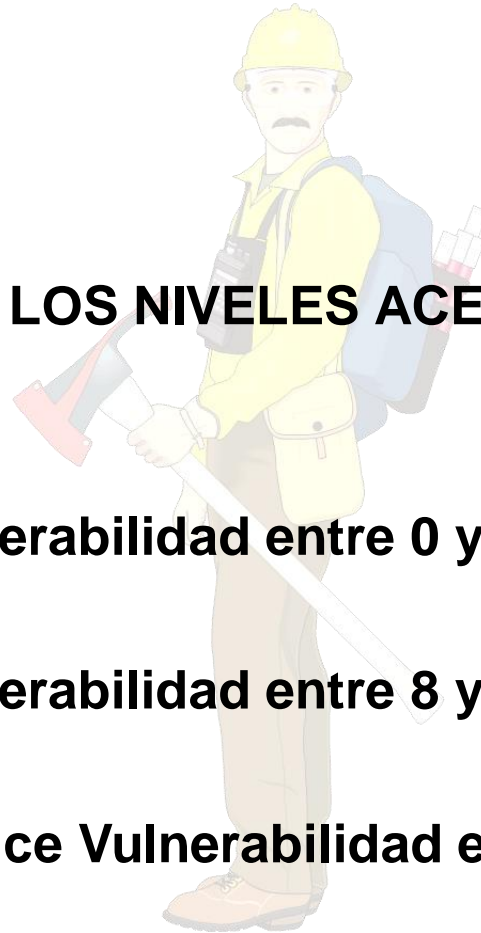 LOS NIVELES ACE
erabilidad entre 0 y
erabilidad entre 8 y
ce Vulnerabilidad e